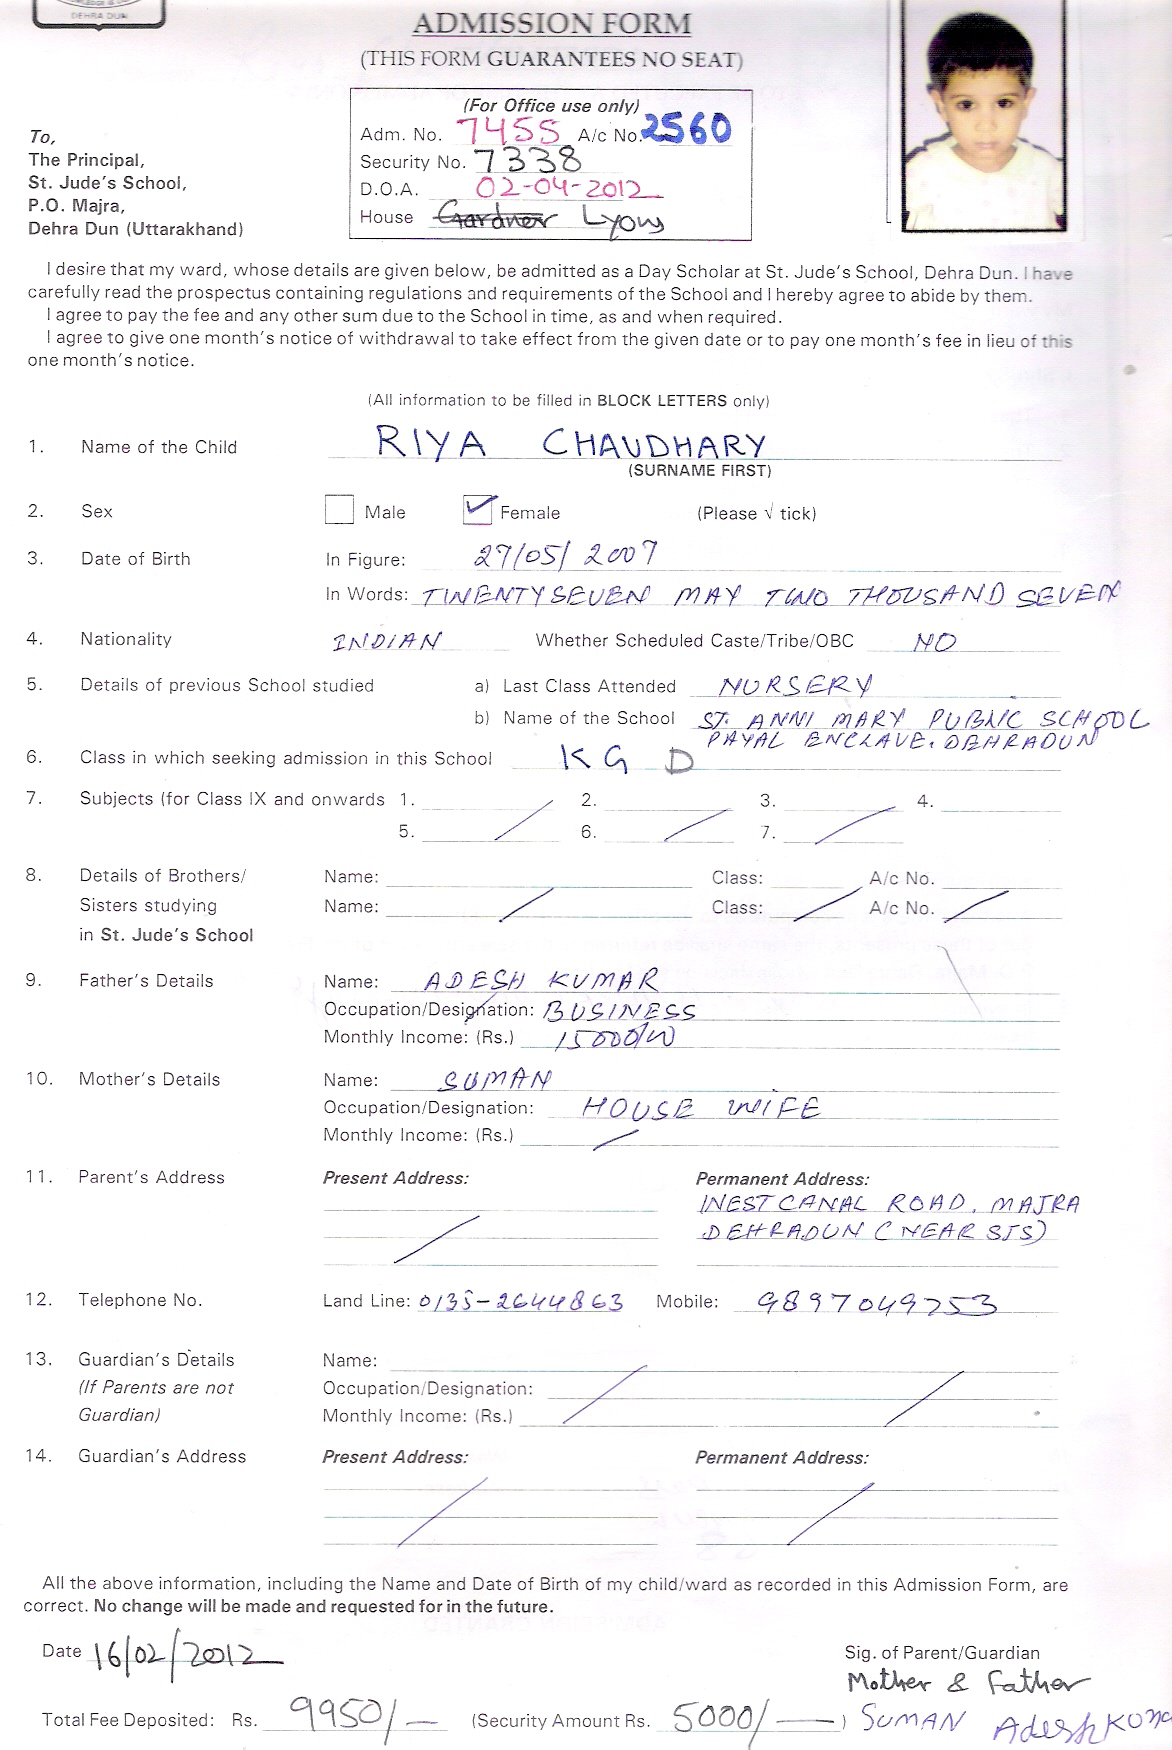 DEHRA DUN
ADMISSION FORM
(THIS FORM GUARANTEES NO SEAT)
(For Office use only)
Adm. No. 7455 A/c No. 2560
Security No. 7338
D.O.A. 02-04-2012
House Gardner Lyons
To,
The Principal,
St. Jude's School,
P.O. Majra,
Dehra Dun (Uttarakhand)
I desire that my ward, whose details are given below, be admitted as a Day Scholar at St. Jude's School, Dehra Dun. I have
carefully read the prospectus containing regulations and requirements of the School and I hereby agree to abide by them.
I agree to pay the fee and any other sum due to the School in time, as and when required.
I agree to give one month's notice of withdrawal to take effect from the given date or to pay one month's fee in lieu of this
one month's notice.
(All information to be filled in BLOCK LETTERS only)
1. Name of the Child RIYA CHAUDHARY
(SURNAME FIRST)
2. Sex Male Female (Please √ tick)
3. Date of Birth In Figure: 27/05/2007
In Words: TWENTYSEVEN MAY TWO THOUSAND SEVEN
4. Nationality INDIAN Whether Scheduled Caste/Tribe/OBC NO
5. Details of previous School studied a) Last Class Attended NURSERY
b) Name of the School ST. ANNI MARY PUBLIC SCHOOL
PAYAL ENCLAVE. DEHRADUN
6. Class in which seeking admission in this School KG D
7. Subjects (for Class IX and onwards 1. 2. 3. 4.
5. 6. 7.
8. Details of Brothers/ Name: Class: A/c No.
Sisters studying Name: Class: A/c No.
in St. Jude's School
9. Father's Details Name: ADESH KUMAR
Occupation/Designation: BUSINESS
Monthly Income: (Rs.) 15000/
10. Mother's Details Name: SUMAN
Occupation/Designation: HOUSE WIFE
Monthly Income: (Rs.)
11. Parent's Address Present Address: Permanent Address:
WEST CANAL ROAD, MAJRA
DEHRADUN (NEAR SJS)
12. Telephone No. Land Line: 0135-2644863 Mobile: 9897049753
13. Guardian's Details Name:
(If Parents are not Occupation/Designation:
Guardian) Monthly Income: (Rs.)
14. Guardian's Address Present Address: Permanent Address:
All the above information, including the Name and Date of Birth of my child/ward as recorded in this Admission Form, are
correct. No change will be made and requested for in the future.
Date 16/02/2012 Sig. of Parent/Guardian
Mother & Father
Total Fee Deposited: Rs. 9950/- (Security Amount Rs. 5000/-) SUMAN Adesh Kuma